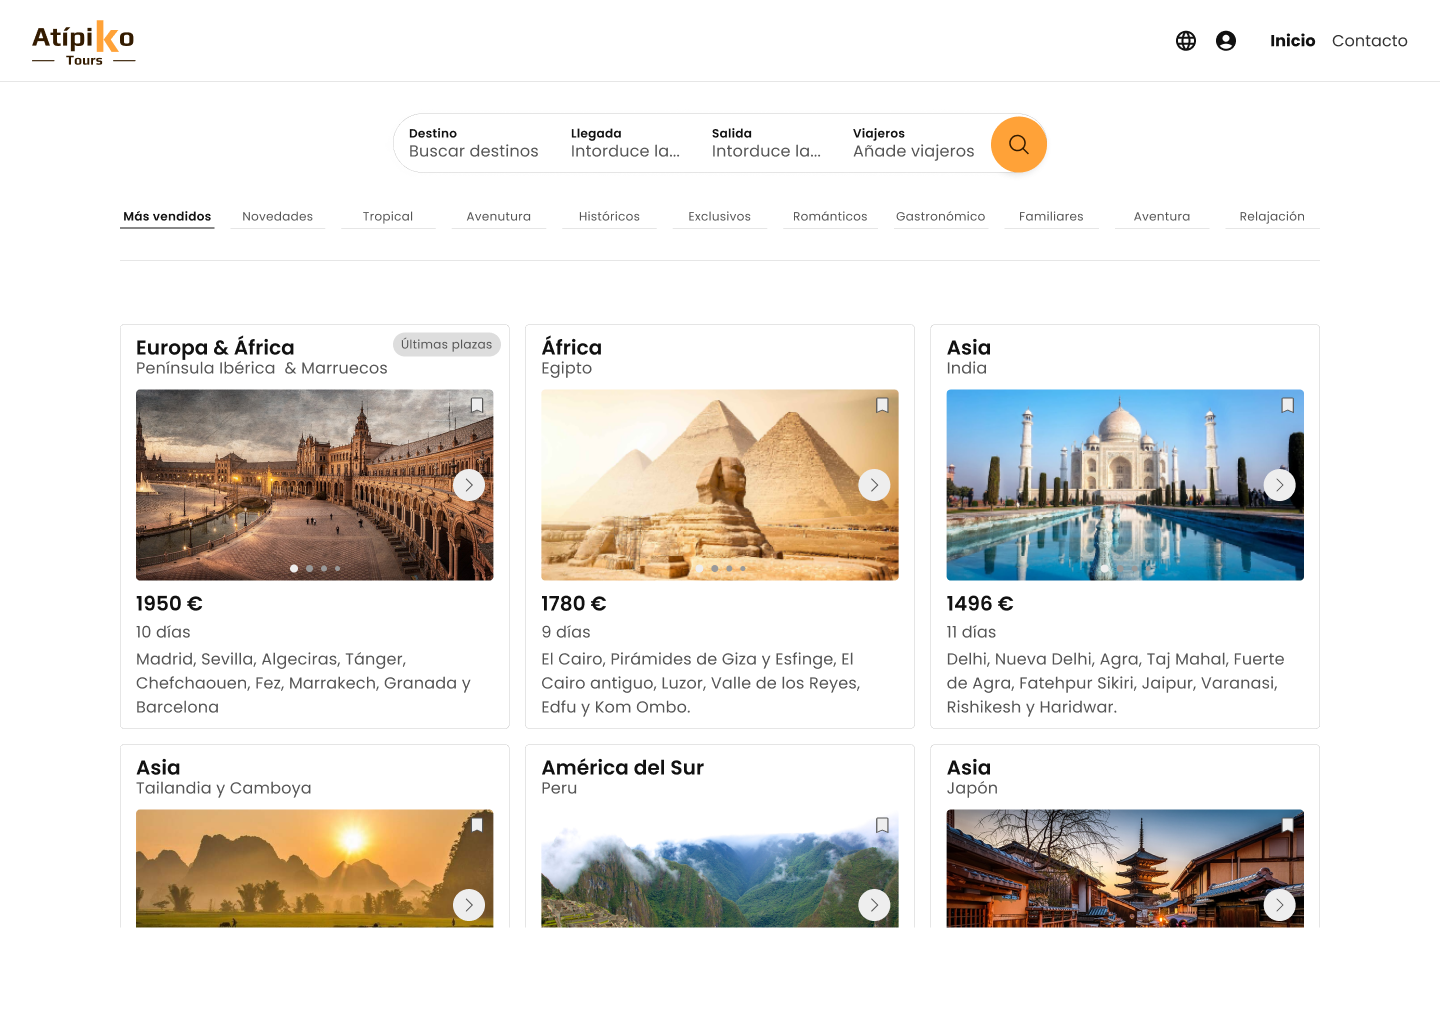 Atípiko
Tours
Inicio Contacto
Destino Llegada Salida Viajeros
Buscar destinos Intorduce la... Intorduce la... Añade viajeros
Más vendidos Novedades Tropical Avenutura Históricos Exclusivos Románticos Gastronómico Familiares Aventura Relajación
Europa & África
Últimas plazas
Península Ibérica & Marruecos
1950 €
10 días
Madrid, Sevilla, Algeciras, Tánger,
Chefchaouen, Fez, Marrakech, Granada y
Barcelona
África
Egipto
1780 €
9 días
El Cairo, Pirámides de Giza y Esfinge, El
Cairo antiguo, Luzor, Valle de los Reyes,
Edfu y Kom Ombo.
Asia
India
1496 €
11 días
Delhi, Nueva Delhi, Agra, Taj Mahal, Fuerte
de Agra, Fatehpur Sikiri, Jaipur, Varanasi,
Rishikesh y Haridwar.
Asia
Tailandia y Camboya
América del Sur
Peru
Asia
Japón